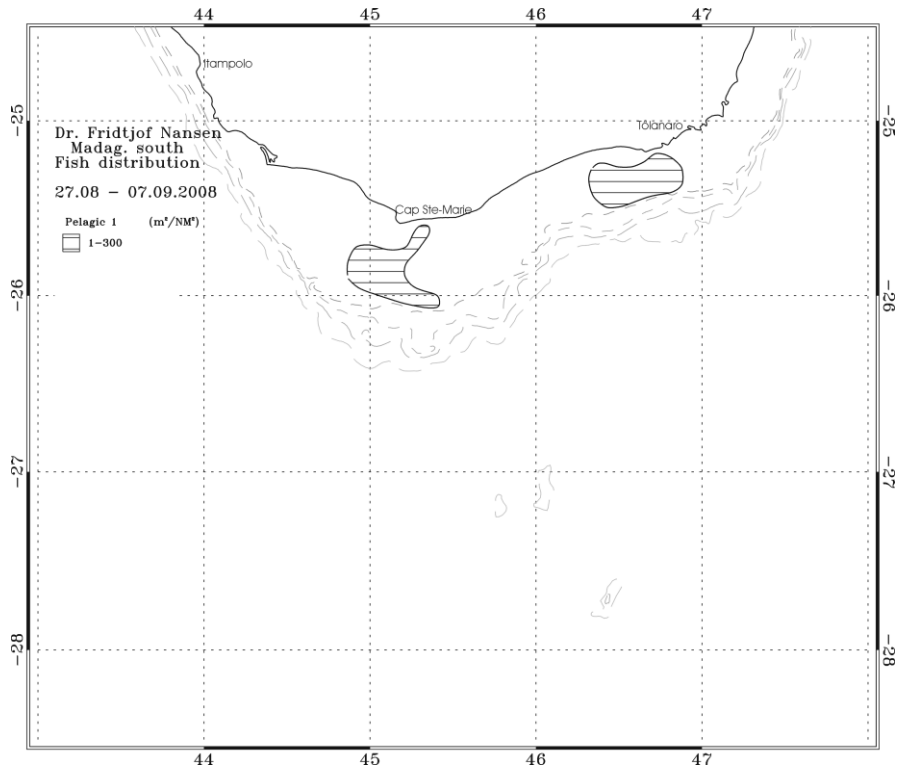 44 45 46 47
Itampolo
-25 -25
Tôlanaro
Dr. Fridtjof Nansen
Madag. south
Fish distribution
27.08 - 07.09.2008
Cap Ste-Marie
Pelagic 1 (m²/NM²)
1-300
-26 -26
-27 -27
-28 -28
44 45 46 47